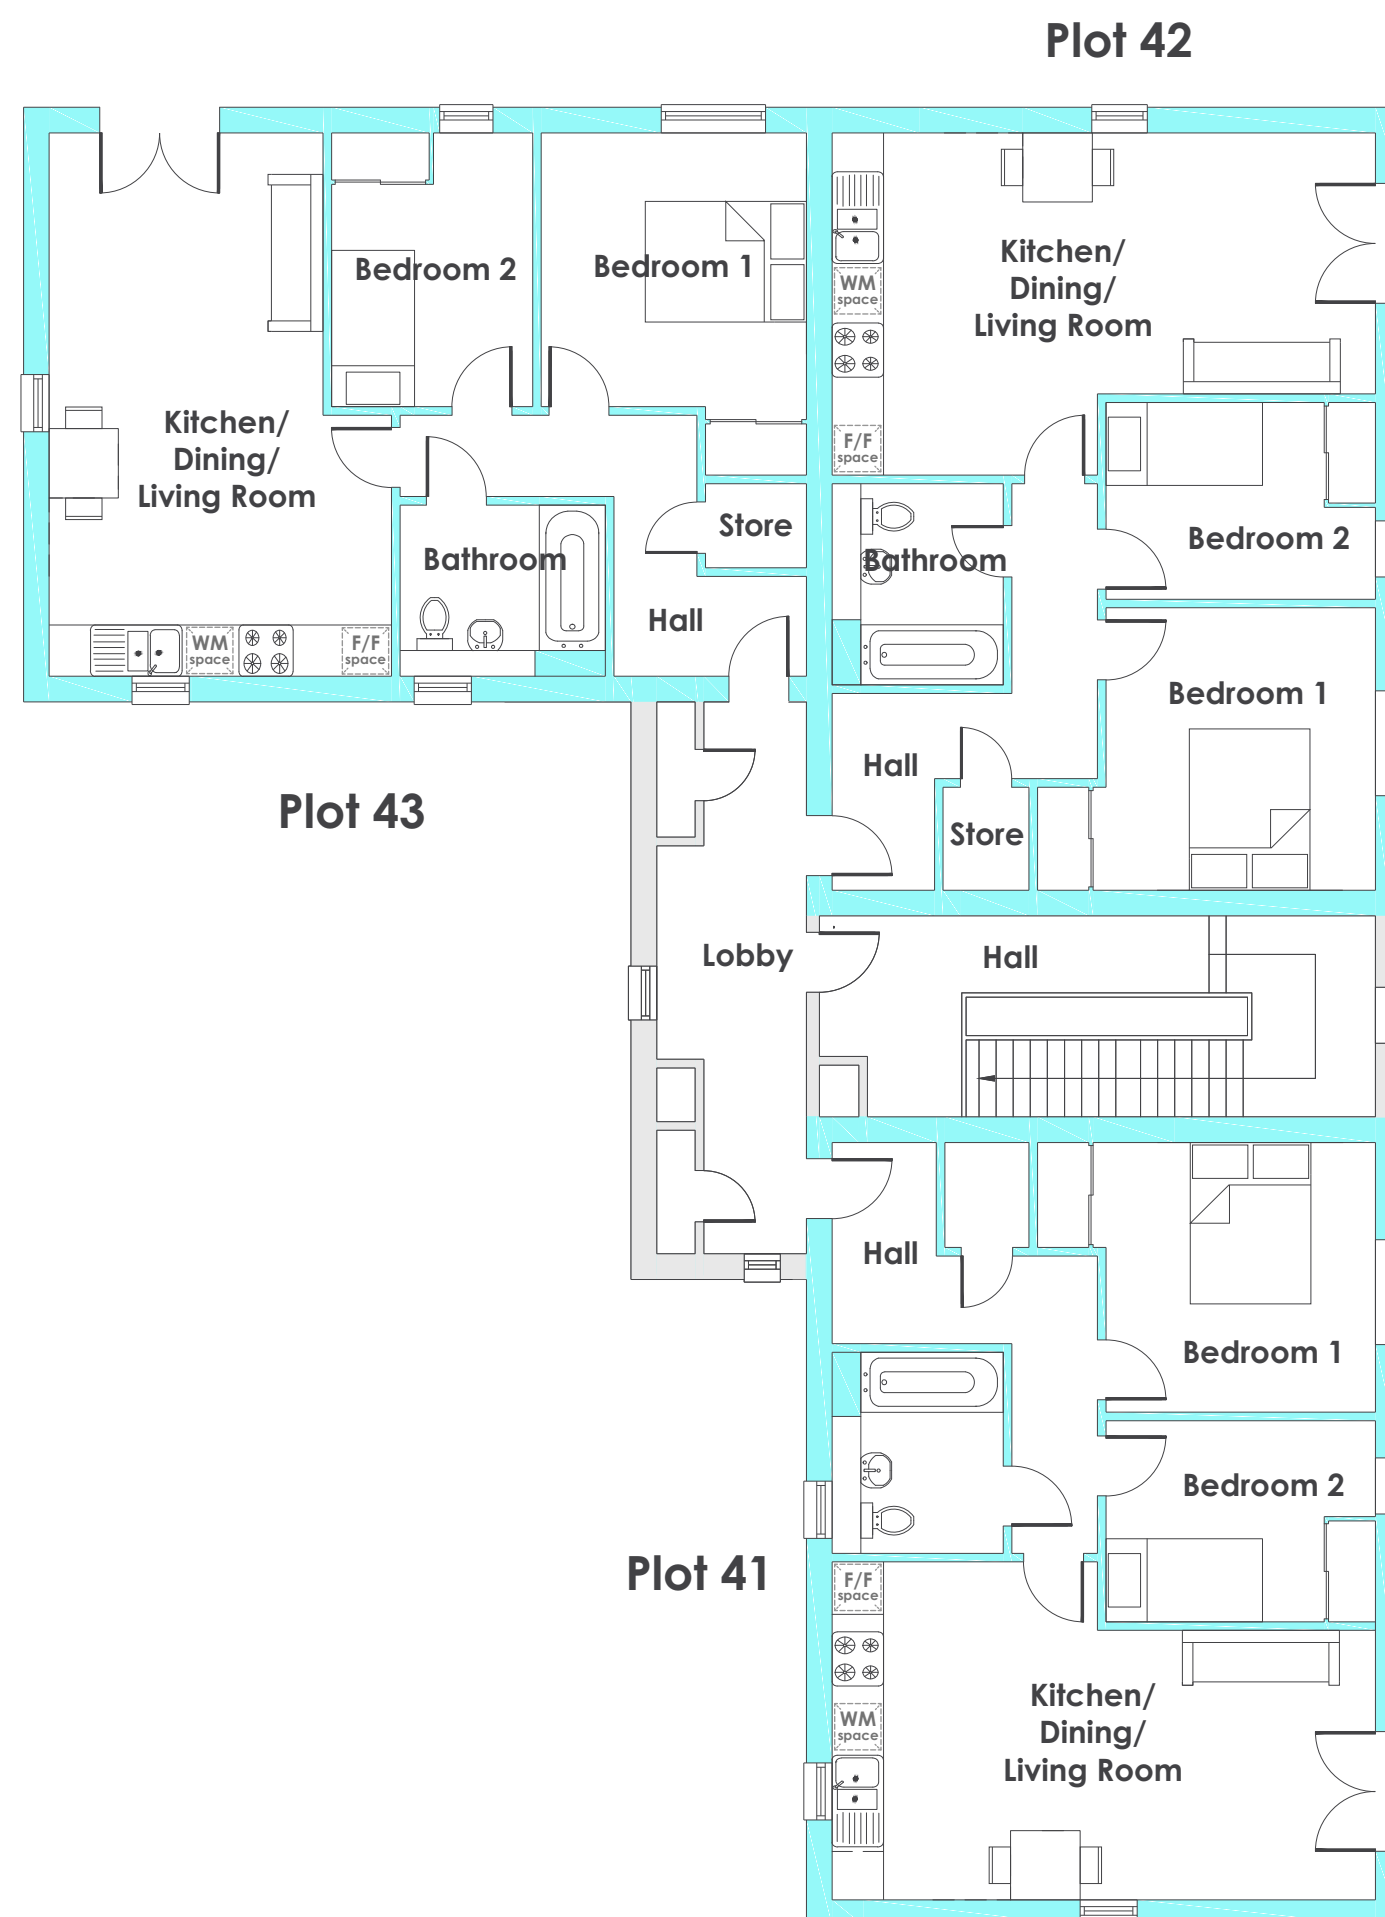 Plot 42
Bedroom 2
Bedroom 1
Kitchen/
Dining/
Living Room
WM
space
F/F
space
Kitchen/
Dining/
Living Room
Bathroom
Store
Hall
WM
space
F/F
space
Bathroom
Bedroom 2
Bedroom 1
Hall
Store
Plot 43
Lobby
Hall
Hall
Bedroom 1
Bedroom 2
Plot 41
F/F
space
WM
space
Kitchen/
Dining/
Living Room